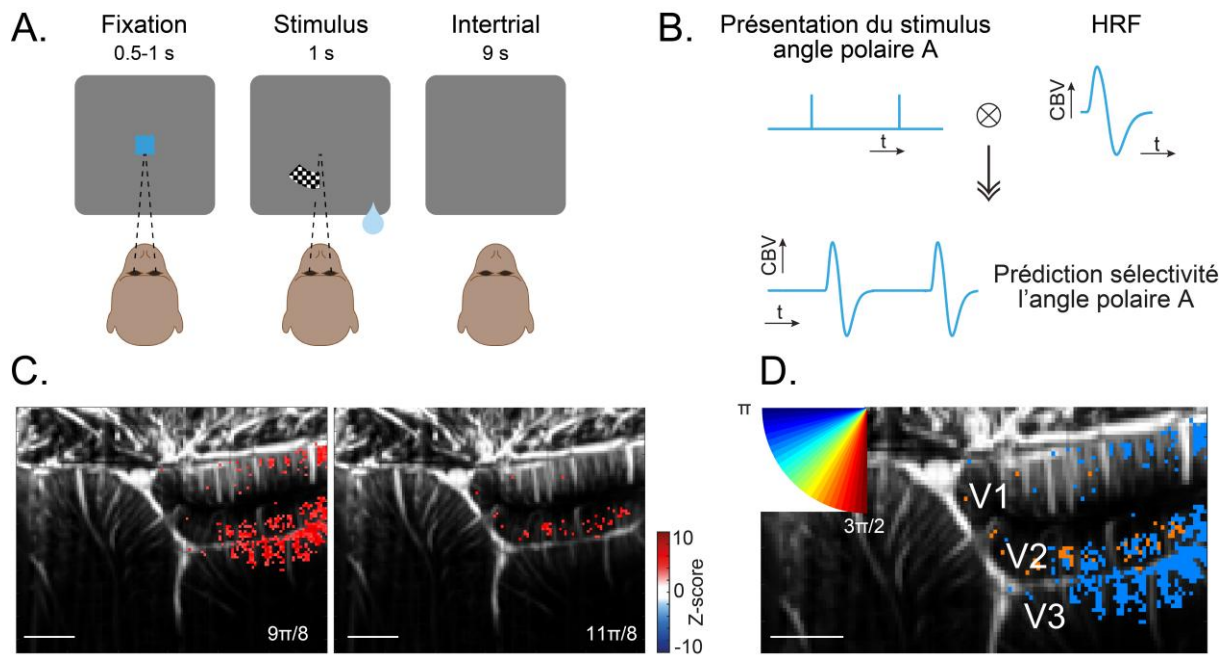 A.
Fixation
0.5-1 s
Stimulus
1 s
Intertrial
9 s
B.
Présentation du stimulus
angle polaire A
HRF
t
CBV
t
CBV
t
Prédiction sélectivité
l'angle polaire A
C.
9π/8
11π/8
10
0
-10
Z-score
D.
π
3π/2
V1
V2
V3